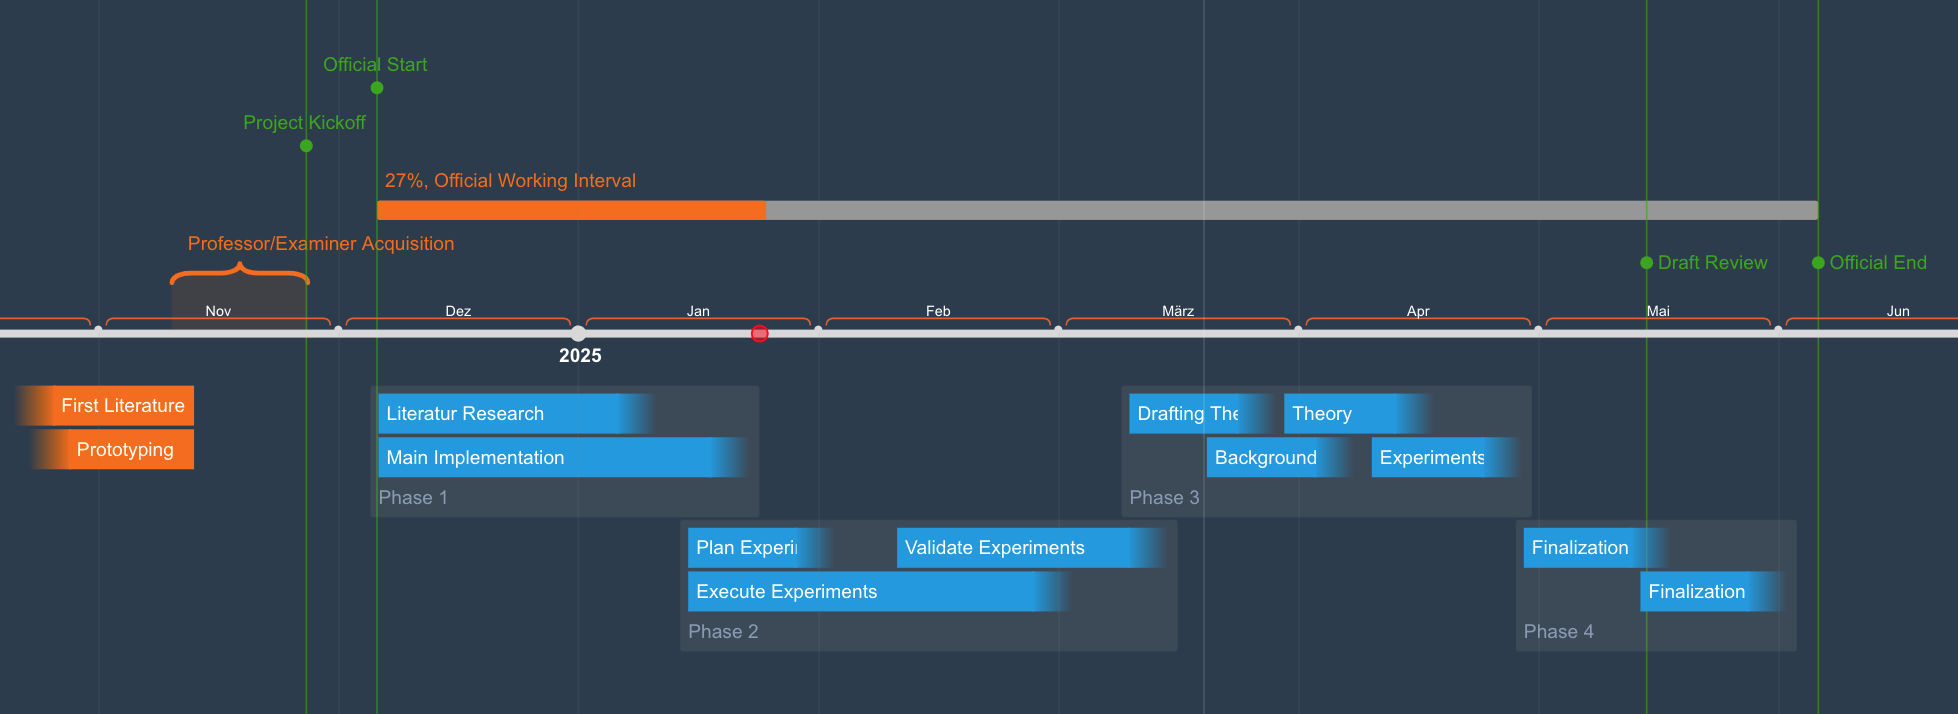 Official Start
Project Kickoff
27%, Official Working Interval
Professor/Examiner Acquisition
Draft Review
Official End
Nov
Dez
Jan
Feb
März
Apr
Mai
Jun
2025
First Literature
Prototyping
Literatur Research
Main Implementation
Phase 1
Plan Experi
Validate Experiments
Execute Experiments
Phase 2
Drafting The
Theory
Background
Experiments
Phase 3
Finalization
Finalization
Phase 4